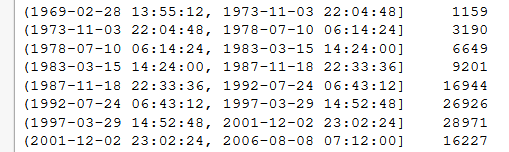 (1969-02-28 13:55:12, 1973-11-03 22:04:48] 1159
(1973-11-03 22:04:48, 1978-07-10 06:14:24] 3190
(1978-07-10 06:14:24, 1983-03-15 14:24:00] 6649
(1983-03-15 14:24:00, 1987-11-18 22:33:36] 9201
(1987-11-18 22:33:36, 1992-07-24 06:43:12] 16944
(1992-07-24 06:43:12, 1997-03-29 14:52:48] 26926
(1997-03-29 14:52:48, 2001-12-02 23:02:24] 28971
(2001-12-02 23:02:24, 2006-08-08 07:12:00] 16227